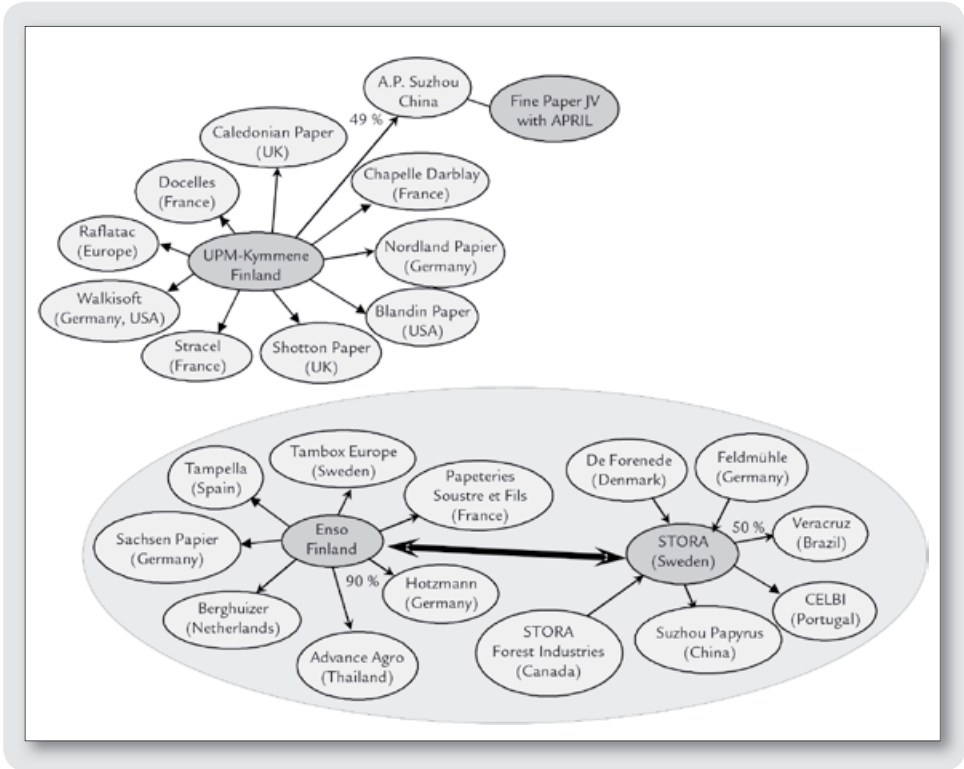 A.P. Suzhou
China
Fine Paper JV
with APRIL
49 %
Caledonian Paper
(UK)
Docelles
(France)
Chapelle Darblay
(France)
Raflatac
(Europe)
UPM-Kymmene
Finland
Nordland Papier
(Germany)
Walkisoft
(Germany, USA)
Blandin Paper
(USA)
Stracel
(France)
Shotton Paper
(UK)
Tampella
(Spain)
Tambox Europe
(Sweden)
Papeteries
Soustre et Fils
(France)
De Forenede
(Denmark)
Feldmühle
(Germany)
Sachsen Papier
(Germany)
Enso
Finland
STORA
(Sweden)
50 %
Veracruz
(Brazil)
90 %
Hotzmann
(Germany)
Berghuizer
(Netherlands)
Advance Agro
(Thailand)
STORA
Forest Industries
(Canada)
Suzhou Papyrus
(China)
CELBI
(Portugal)